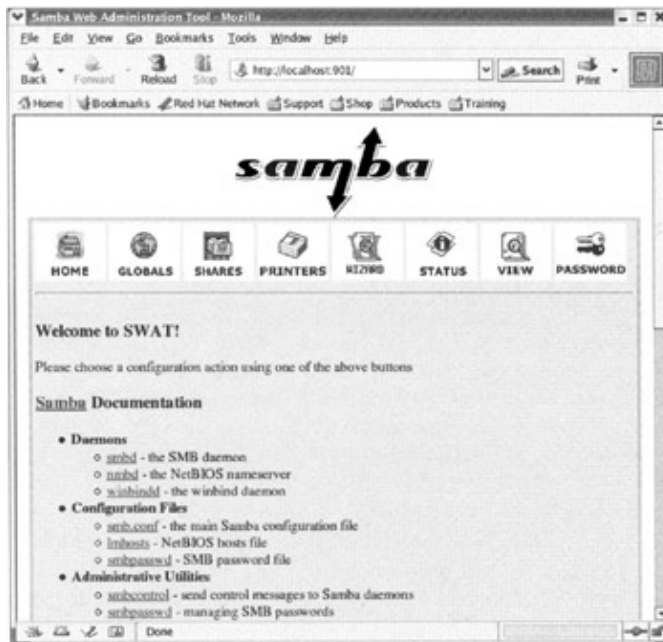 Samba Web Administration Tool - Mozilla
File Edit View Go Bookmarks Tools Window Help
Back Forward Reload Stop http://localhost:901/ Search Print
Home Bookmarks Red Hat Network Support Shop Products Training
samba
HOME GLOBALS SHARES PRINTERS WIZARD STATUS VIEW PASSWORD
Welcome to SWAT!
Please choose a configuration action using one of the above buttons
Samba Documentation
• Daemons
smbd - the SMB daemon
nmbd - the NetBIOS nameserver
winbindd - the winbind daemon
• Configuration Files
smb.conf - the main Samba configuration file
lmhosts - NetBIOS hosts file
smbpasswd - SMB password file
• Administrative Utilities
smbcontrol - send control messages to Samba daemons
smbpasswd - managing SMB passwords
Done